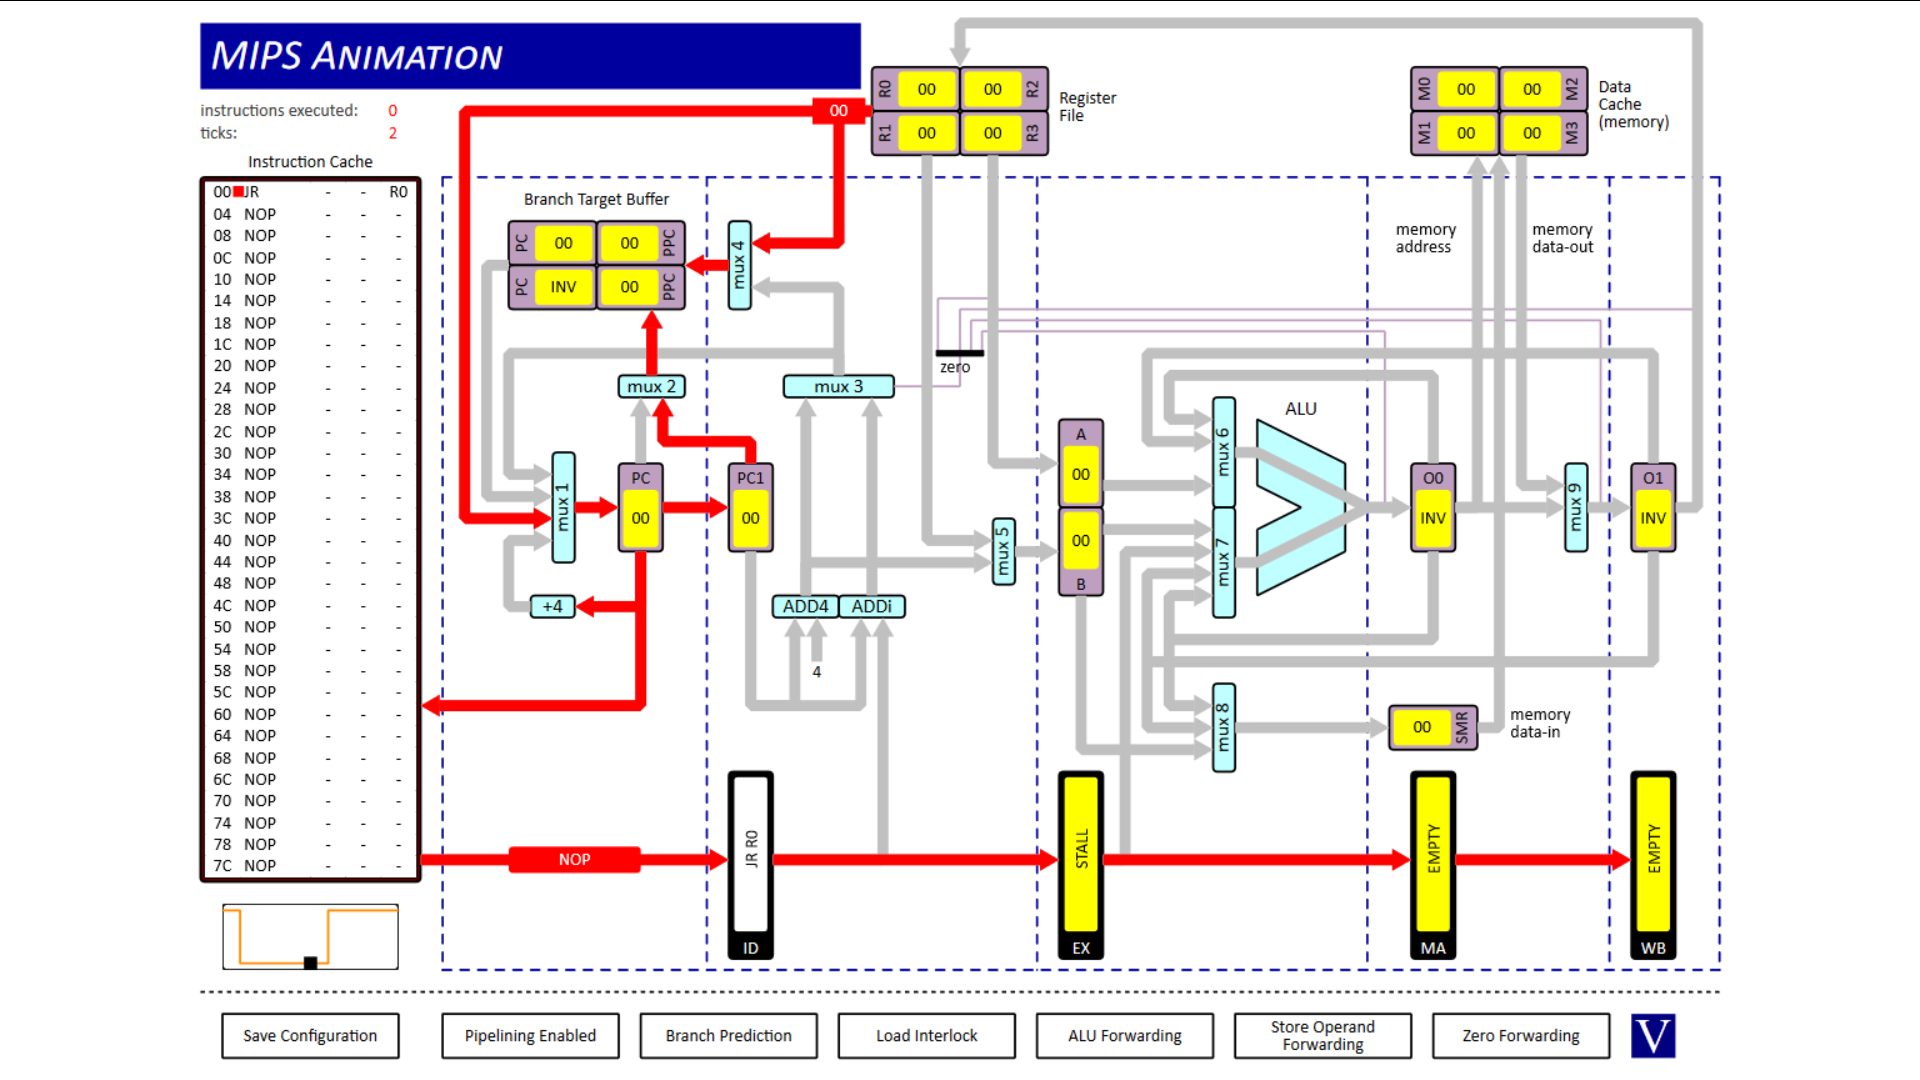 MIPS ANIMATION
instructions executed: 0
ticks: 2
Instruction Cache
00 JR - - R0
04 NOP - - -
08 NOP - - -
0C NOP - - -
10 NOP - - -
14 NOP - - -
18 NOP - - -
1C NOP - - -
20 NOP - - -
24 NOP - - -
28 NOP - - -
2C NOP - - -
30 NOP - - -
34 NOP - - -
38 NOP - - -
3C NOP - - -
40 NOP - - -
44 NOP - - -
48 NOP - - -
4C NOP - - -
50 NOP - - -
54 NOP - - -
58 NOP - - -
5C NOP - - -
60 NOP - - -
64 NOP - - -
68 NOP - - -
6C NOP - - -
70 NOP - - -
74 NOP - - -
78 NOP - - -
7C NOP - - -
00
R0 00 00 R2
R1 00 00 R3
Register
File
M0 00 00 M2
M1 00 00 M3
Data
Cache
(memory)
Branch Target Buffer
PC 00 00 PPC
PC INV 00 PPC
mux 4
memory
address
memory
data-out
zero
mux 2
mux 3
ALU
mux 1
PC
00
PC1
00
mux 5
A
00
00
B
mux 6
mux 7
O0
INV
mux 9
O1
INV
+4
ADD4
ADDi
4
mux 8
00 SMR
memory
data-in
NOP
JR R0
ID
STALL
EX
EMPTY
MA
EMPTY
WB
Save Configuration
Pipelining Enabled
Branch Prediction
Load Interlock
ALU Forwarding
Store Operand
Forwarding
Zero Forwarding
V